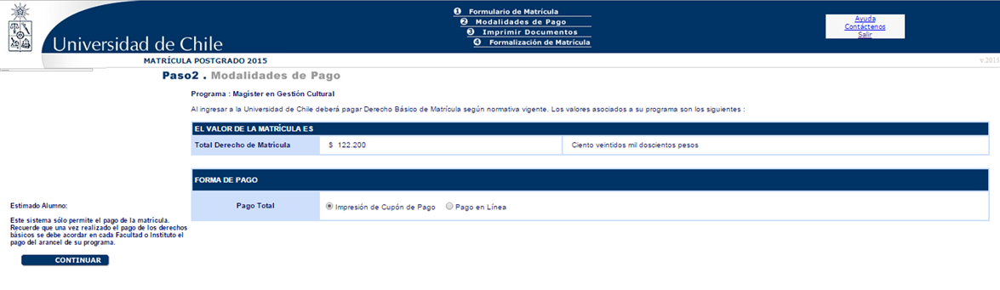 Universidad de Chile
1 Formulario de Matrícula
2 Modalidades de Pago
3 Imprimir Documentos
4 Formalización de Matrícula
Ayuda
Contáctenos
Salir
MATRÍCULA POSTGRADO 2015
v.2015
Paso2 . Modalidades de Pago
Programa : Magíster en Gestión Cultural
Al ingresar a la Universidad de Chile deberá pagar Derecho Básico de Matrícula según normativa vigente. Los valores asociados a su programa son los siguientes :
EL VALOR DE LA MATRÍCULA ES
Total Derecho de Matrícula $ 122.200 Ciento veintidos mil doscientos pesos
FORMA DE PAGO
Pago Total Impresión de Cupón de Pago Pago en Línea
Estimado Alumno:
Este sistema sólo permite el pago de la matrícula.
Recuerde que una vez realizado el pago de los derechos
básicos se debe acordar en cada Facultad o Instituto el
pago del arancel de su programa.
CONTINUAR